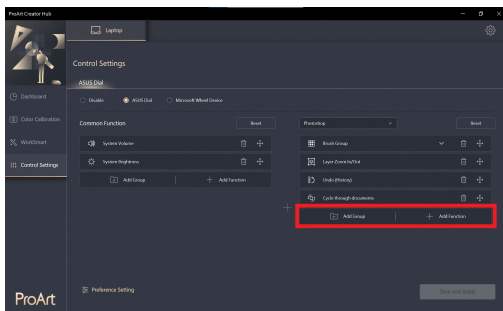 ProArt Creator Hub
Laptop
Control Settings
ASUS Dial
Dashboard
Color Calibration
WorkSmart
Control Settings
Disable
ASUS Dial
Microsoft Wheel Device
Common Function
Reset
System Volume
System Brightness
Add Group
Add Function
Photoshop
Reset
Brush Group
Layer Zoom In/Out
Undo (History)
Cycle through documents
Add Group
Add Function
Preference Setting
Save and Apply
ProArt